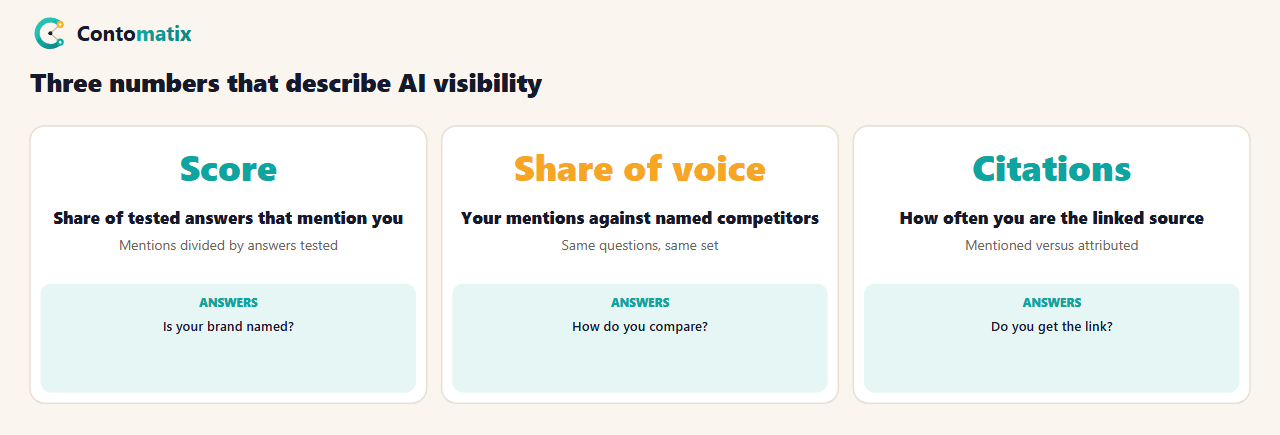 Contomatix
Three numbers that describe AI visibility
Score
Share of tested answers that mention you
Mentions divided by answers tested
ANSWERS
Is your brand named?
Share of voice
Your mentions against named competitors
Same questions, same set
ANSWERS
How do you compare?
Citations
How often you are the linked source
Mentioned versus attributed
ANSWERS
Do you get the link?